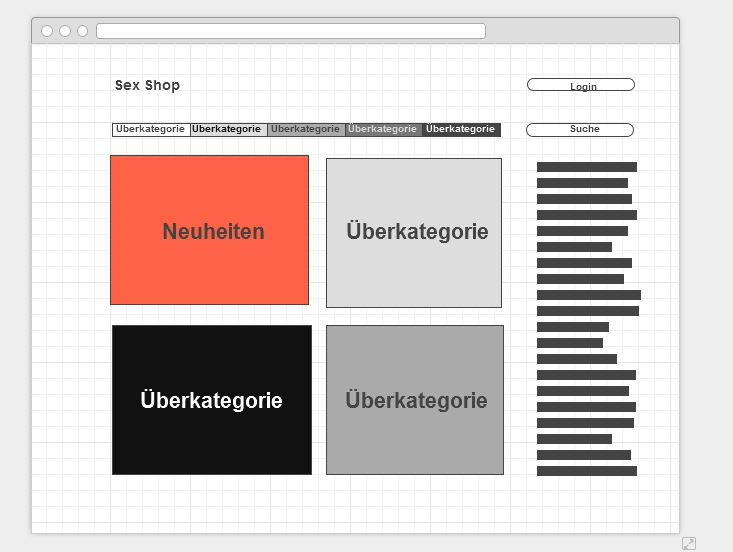 Sex Shop
Login
Überkategorie Überkategorie Überkategorie Überkategorie Überkategorie
Suche
Neuheiten
Überkategorie
Überkategorie
Überkategorie